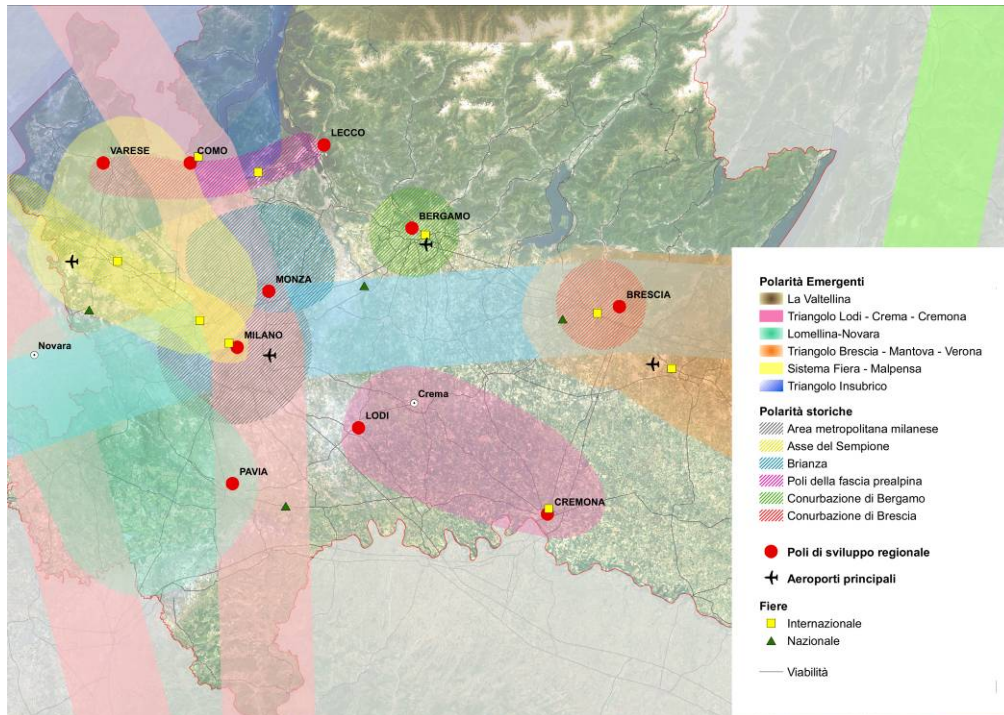 LECCO
VARESE
COMO
BERGAMO
MONZA
BRESCIA
MILANO
Novara
Crema
LODI
PAVIA
CREMONA
Polarità Emergenti
La Valtellina
Triangolo Lodi - Crema - Cremona
Lomellina-Novara
Triangolo Brescia - Mantova - Verona
Sistema Fiera - Malpensa
Triangolo Insubrico
Polarità storiche
Area metropolitana milanese
Asse del Sempione
Brianza
Poli della fascia prealpina
Conurbazione di Bergamo
Conurbazione di Brescia
Poli di sviluppo regionale
Aeroporti principali
Fiere
Internazionale
Nazionale
Viabilità